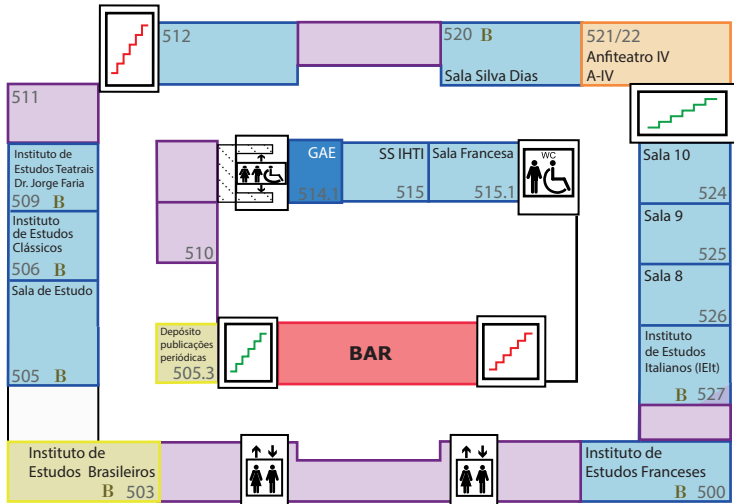 512
520 B
Sala Silva Dias
521/22
Anfiteatro IV
A-IV
511
Instituto de
Estudos Teatrais
Dr. Jorge Faria
509 B
Instituto
de Estudos
Clássicos
506 B
Sala de Estudo
505 B
510
GAE
514.1
SS IHTI
515
Sala Francesa
515.1
WC
Sala 10
524
Sala 9
525
Sala 8
526
Instituto
de Estudos
Italianos (IEIt)
B 527
Depósito
publicações
periódicas
505.3
BAR
Instituto de
Estudos Brasileiros
B 503
Instituto de
Estudos Franceses
B 500